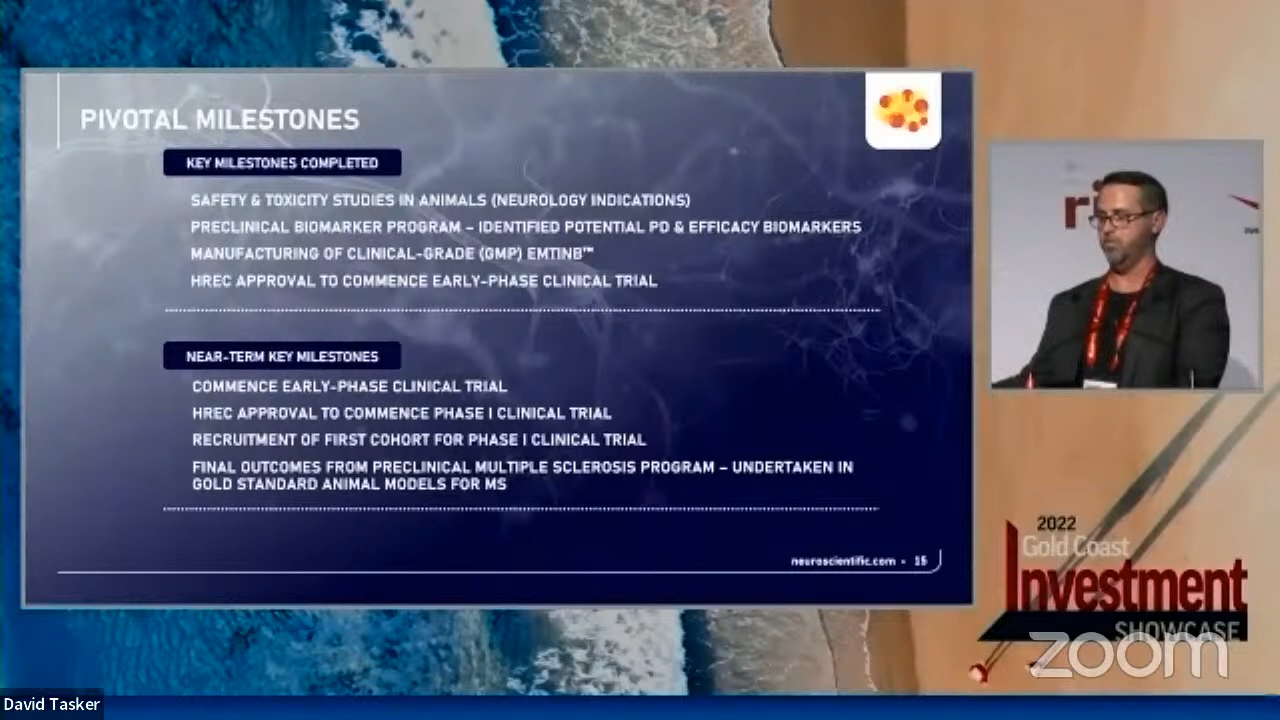 PIVOTAL MILESTONES
KEY MILESTONES COMPLETED
SAFETY & TOXICITY STUDIES IN ANIMALS (NEUROLOGY INDICATIONS)
PRECLINICAL BIOMARKER PROGRAM – IDENTIFIED POTENTIAL PD & EFFICACY BIOMARKERS
MANUFACTURING OF CLINICAL-GRADE (GMP) EMTINB™
HREC APPROVAL TO COMMENCE EARLY-PHASE CLINICAL TRIAL
NEAR-TERM KEY MILESTONES
COMMENCE EARLY-PHASE CLINICAL TRIAL
HREC APPROVAL TO COMMENCE PHASE I CLINICAL TRIAL
RECRUITMENT OF FIRST COHORT FOR PHASE I CLINICAL TRIAL
FINAL OUTCOMES FROM PRECLINICAL MULTIPLE SCLEROSIS PROGRAM – UNDERTAKEN IN
GOLD STANDARD ANIMAL MODELS FOR MS
neuroscientific.com - 15
2022
Gold Coast
Investment
SHOWCASE
zoom
David Tasker